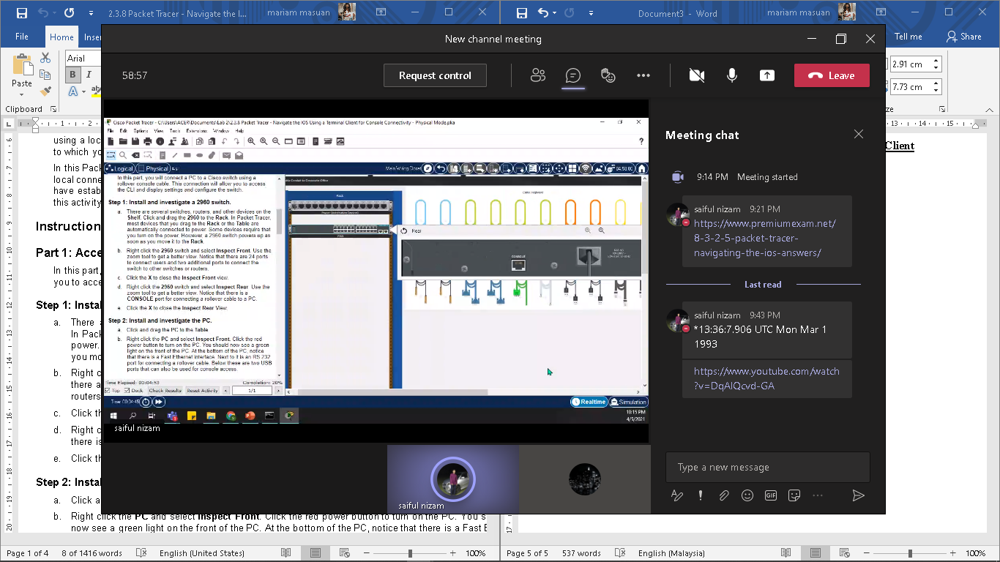 2.3.8 Packet Tracer - Navigate the I...
mariam masuan
Document3 - Word
mariam masuan
File
Home
Inser
Tell me
Share
Arial
B
I
Paste
Clipboard
2.91 cm
7.73 cm
New channel meeting
58:57
Request control
Leave
Cisco Packet Tracer - C:\Users\ACER\Documents\Lab 2\2.3.8 Packet Tracer - Navigate the IOS Using a Terminal Client for Console Connectivity - Physical Mode.pka
File Edit Options View Tools Extensions Window Help
Logical
Physical
Main Wiring Closet
04:53:00
In this part, you will connect a PC to a Cisco switch using a
rollover console cable. This connection will allow you to access
the CLI and display settings and configure the switch.
Step 1: Install and investigate a 2960 switch.
a. There are several switches, routers, and other devices on the
Shelf. Click and drag the 2960 to the Rack. In Packet Tracer,
most devices that you drag to the Rack or the Table are
automatically connected to power. Some devices require that
you turn on the power. However, a 2960 switch powers up as
soon as you move it to the Rack.
b. Right click the 2960 switch and select Inspect Front. Use the
zoom tool to get a better view. Notice that there are 24 ports
to connect users and two additional ports to connect the
switch to other switches or routers.
c. Click the X to close the Inspect Front view.
d. Right click the 2960 switch and select Inspect Rear. Use the
zoom tool to get a better view. Notice that there is a
CONSOLE port for connecting a rollover cable to a PC.
e. Click the X to close the Inspect Rear View.
Step 2: Install and investigate the PC.
a. Click and drag the PC to the Table.
b. Right click the PC and select Inspect Front. Click the red
power button to turn on the PC. You should now see a green
light on the front of the PC. At the bottom of the PC, notice
that there is a Fast Ethernet interface. Next to it is an RS 232
port for connecting a rollover cable. Below these are two USB
ports that can also be used for console access.
Time Elapsed: 00:04:53
Completion: 20%
Top
Dock
Check Results
Reset Activity
1/1
Time: 00:04:45
Realtime
Simulation
Rack
Power Distribution Device0
2960
Cable Pegboard
Rear
CONSOLE
10:15 PM
4/5/2021
saiful nizam
saiful nizam
Meeting chat
9:14 PM Meeting started
saiful nizam 9:21 PM
https://www.premiumexam.net/
8-3-2-5-packet-tracer-
navigating-the-ios-answers/
Last read
saiful nizam 9:43 PM
*13:36:7.906 UTC Mon Mar 1
1993
https://www.youtube.com/watch
?v=DqAlQcvd-GA
Type a new message
GIF
using a loc
to which yo
In this Pack
local conne
have estab
this activity
Instruction
Part 1: Acce
In this part,
you to acce
Step 1: Instal
a. There a
In Pack
power.
you mo
b. Right c
there a
routers
c. Click th
d. Right c
there is
e. Click th
Step 2: Instal
a. Click a
b. Right click the PC and select Inspect Front. Click the red power button to turn on the PC. You s
now see a green light on the front of the PC. At the bottom of the PC, notice that there is a Fast E
Client
Page 1 of 4
8 of 1416 words
English (United States)
100%
Page 5 of 5
537 words
English (Malaysia)
100%